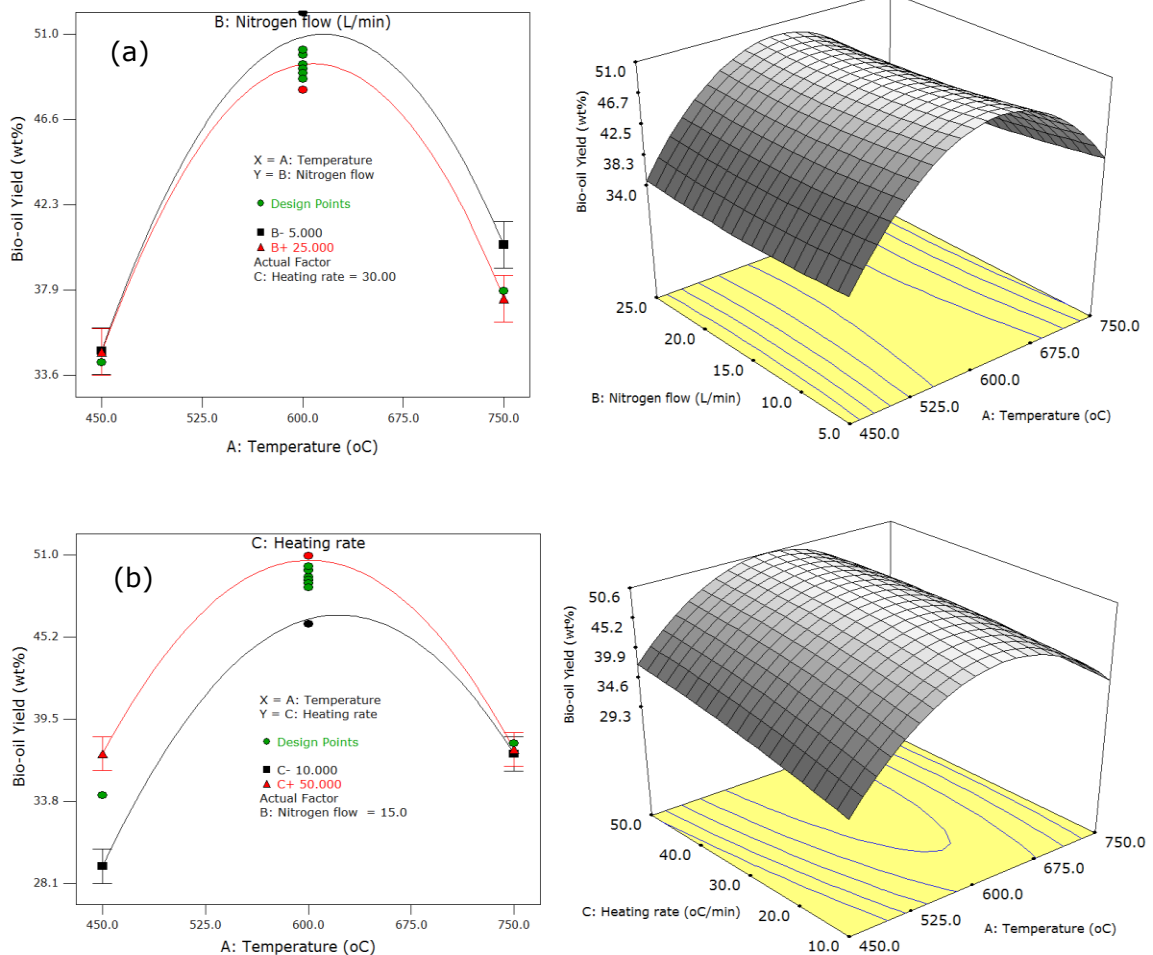 B: Nitrogen flow (L/min)
(a)
51.0
46.6
42.3
37.9
33.6
Bio-oil Yield (wt%)
X = A: Temperature
Y = B: Nitrogen flow
Design Points
B- 5.000
B+ 25.000
Actual Factor
C: Heating rate = 30.00
450.0
525.0
600.0
675.0
750.0
A: Temperature (oC)
51.0
46.7
42.5
38.3
34.0
Bio-oil Yield (wt%)
25.0
20.0
15.0
10.0
5.0
B: Nitrogen flow (L/min)
450.0
525.0
600.0
675.0
750.0
A: Temperature (oC)
C: Heating rate
(b)
51.0
45.2
39.5
33.8
28.1
Bio-oil Yield (wt%)
X = A: Temperature
Y = C: Heating rate
Design Points
C- 10.000
C+ 50.000
Actual Factor
B: Nitrogen flow = 15.0
450.0
525.0
600.0
675.0
750.0
A: Temperature (oC)
50.6
45.2
39.9
34.6
29.3
Bio-oil Yield (wt%)
50.0
40.0
30.0
20.0
10.0
C: Heating rate (oC/min)
450.0
525.0
600.0
675.0
750.0
A: Temperature (oC)